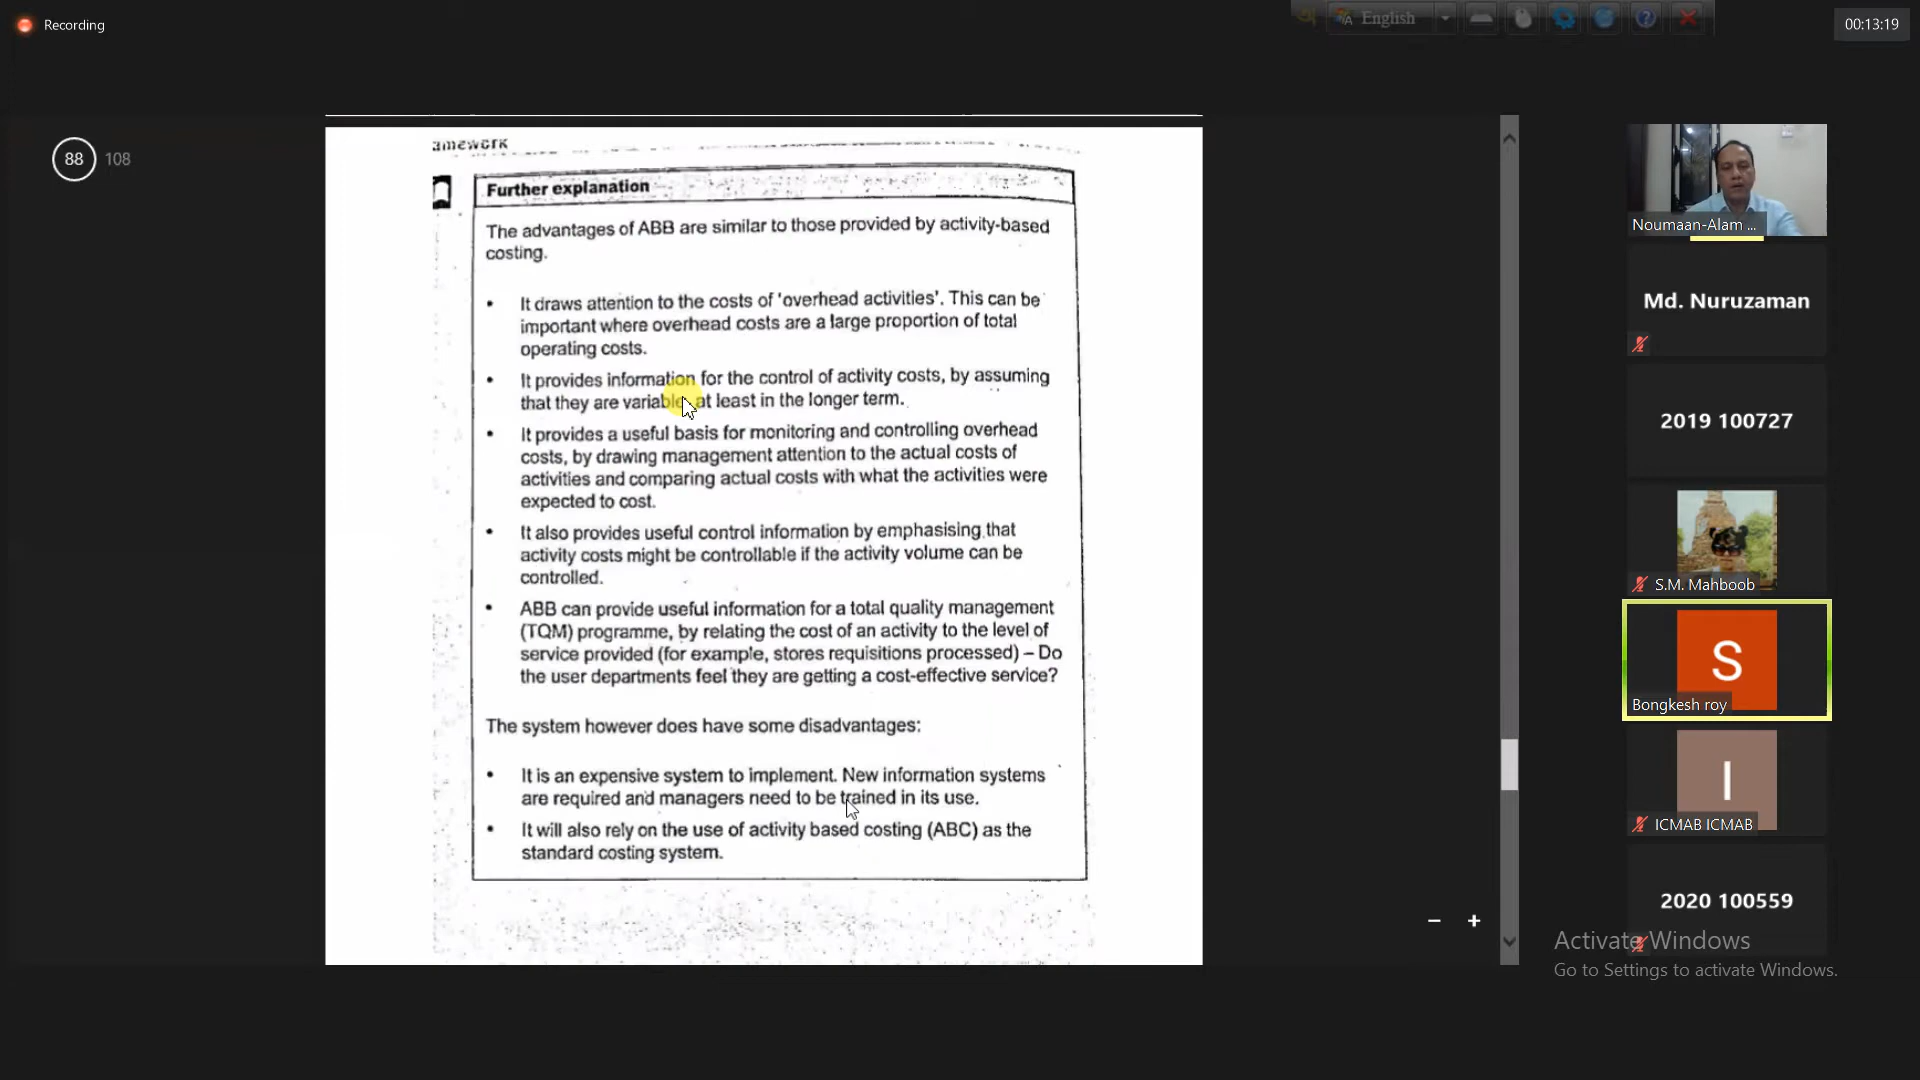 Recording
English
00:13:19
88 108
amework
Further explanation
The advantages of ABB are similar to those provided by activity-based
costing.
• It draws attention to the costs of 'overhead activities'. This can be
important where overhead costs are a large proportion of total
operating costs.
• It provides information for the control of activity costs, by assuming
that they are variable, at least in the longer term.
• It provides a useful basis for monitoring and controlling overhead
costs, by drawing management attention to the actual costs of
activities and comparing actual costs with what the activities were
expected to cost.
• It also provides useful control information by emphasising that
activity costs might be controllable if the activity volume can be
controlled.
• ABB can provide useful information for a total quality management
(TQM) programme, by relating the cost of an activity to the level of
service provided (for example, stores requisitions processed) – Do
the user departments feel they are getting a cost-effective service?
The system however does have some disadvantages:
• It is an expensive system to implement. New information systems
are required and managers need to be trained in its use.
• It will also rely on the use of activity based costing (ABC) as the
standard costing system.
Noumaan-Alam ...
Md. Nuruzaman
2019 100727
S.M. Mahboob
S
Bongkesh roy
I
ICMAB ICMAB
2020 100559
Activate Windows
Go to Settings to activate Windows.